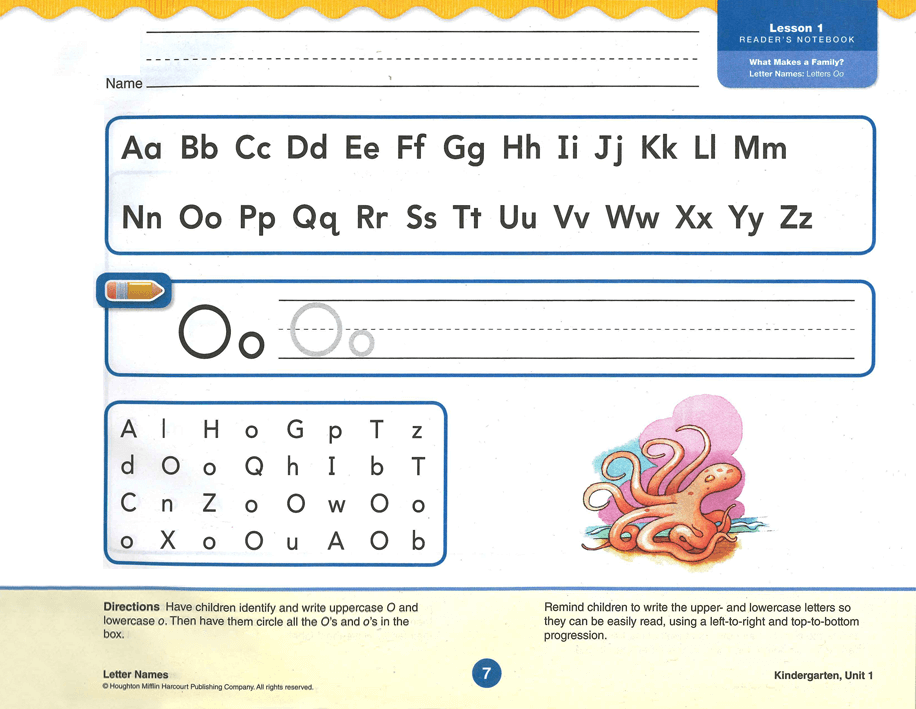 Lesson 1
READER'S NOTEBOOK
What Makes a Family?
Letter Names: Letters Oo
Name
Aa Bb Cc Dd Ee Ff Gg Hh Ii Jj Kk Ll Mm
Nn Oo Pp Qq Rr Ss Tt Uu Vv Ww Xx Yy Zz
Oo Oo
A l H o G p T z
d O o Q h I b T
C n Z o O w O o
o X o O u A O b
Directions Have children identify and write uppercase O and
lowercase o. Then have them circle all the O's and o's in the
box.
Remind children to write the upper- and lowercase letters so
they can be easily read, using a left-to-right and top-to-bottom
progression.
Letter Names
© Houghton Mifflin Harcourt Publishing Company. All rights reserved.
7
Kindergarten, Unit 1